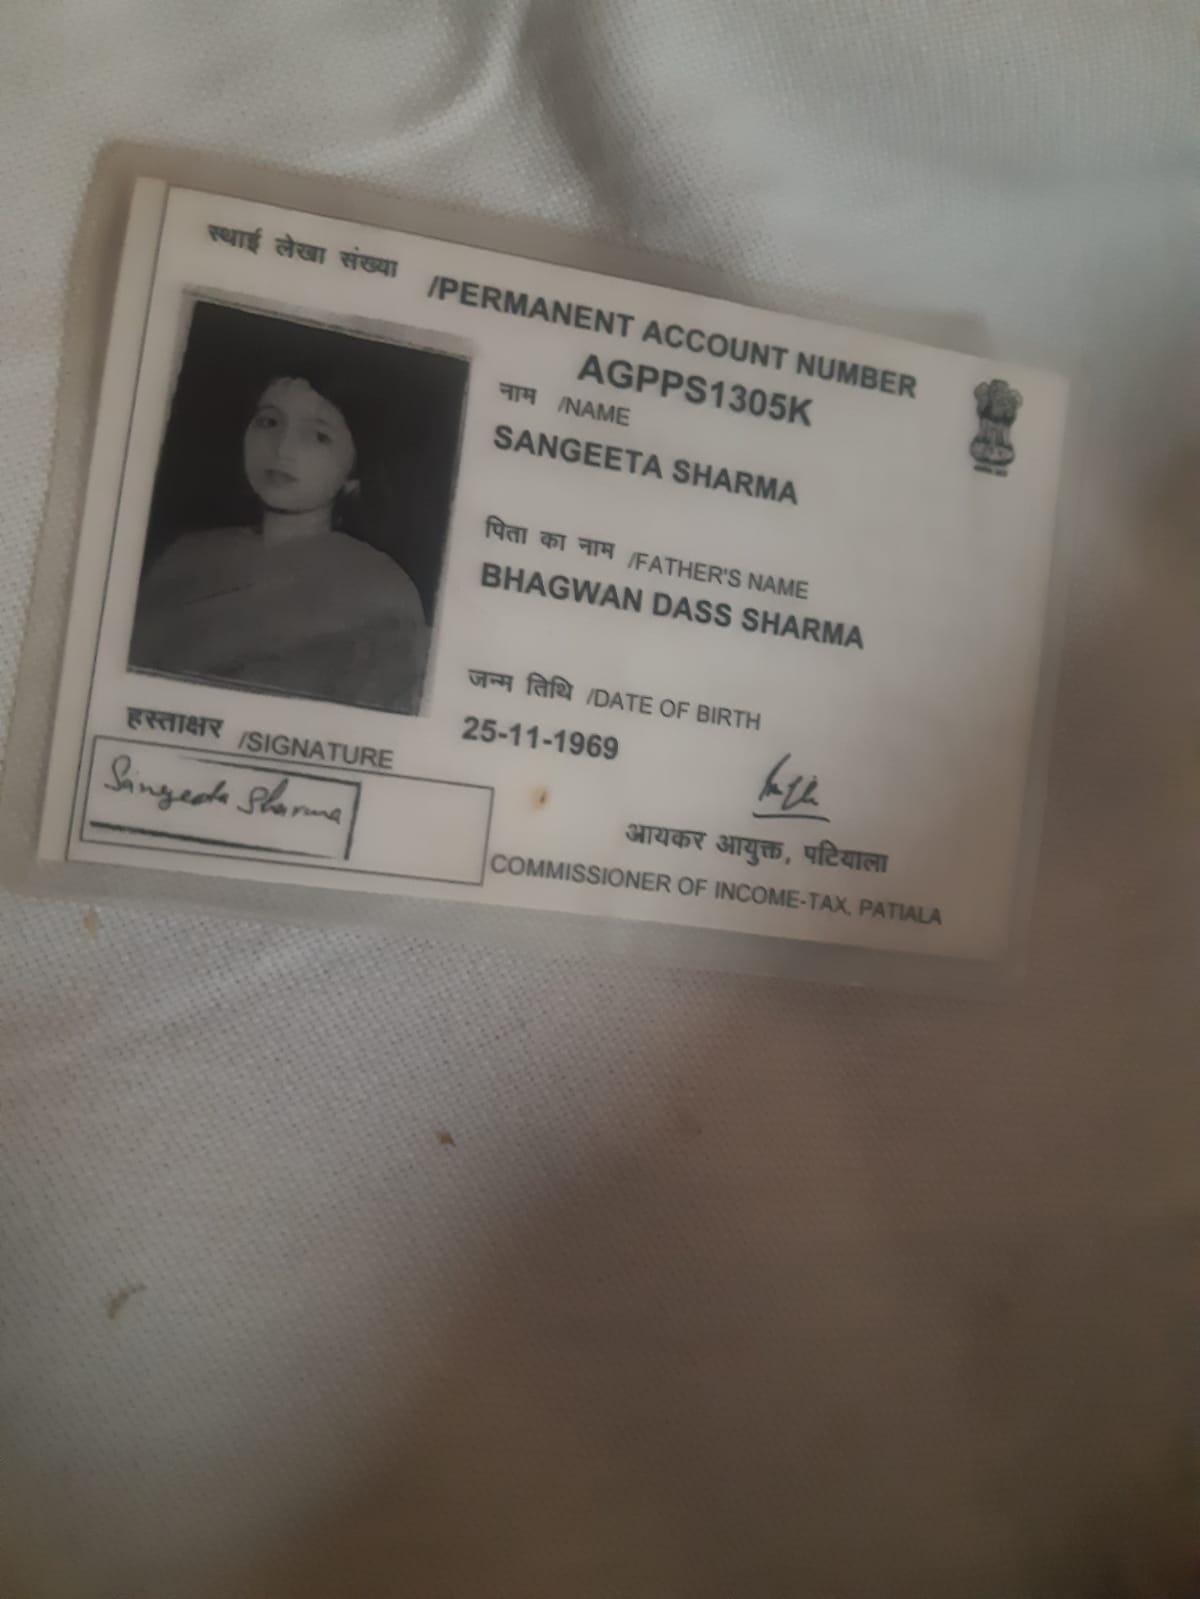 स्थाई लेखा संख्या /PERMANENT ACCOUNT NUMBER
AGPPS1305K
नाम /NAME
SANGEETA SHARMA
पिता का नाम /FATHER'S NAME
BHAGWAN DASS SHARMA
जन्म तिथि /DATE OF BIRTH
25-11-1969
हस्ताक्षर /SIGNATURE
Sangeeta Sharma
आयकर आयुक्त, पटियाला
COMMISSIONER OF INCOME-TAX, PATIALA